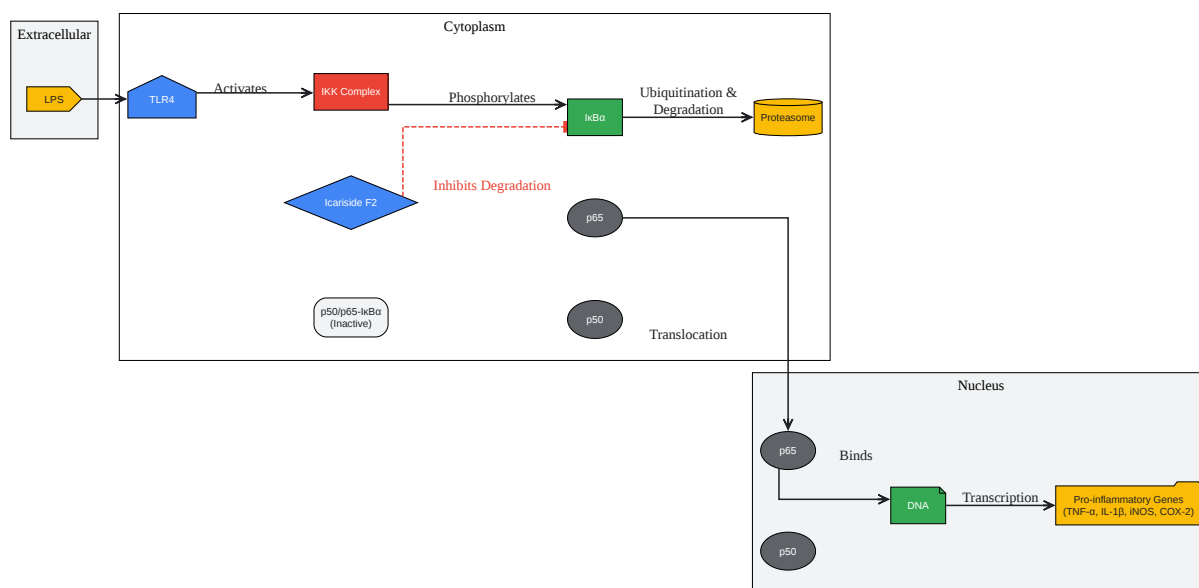 Extracellular
Cytoplasm
LPS
TLR4
Activates
IKK Complex
Phosphorylates
IκBα
Ubiquitination &
Degradation
Proteasome
Icariside F2
Inhibits Degradation
p65
p50/p65-IκBα
(Inactive)
p50
Translocation
Nucleus
p65
Binds
DNA
Transcription
Pro-inflammatory Genes
(TNF-α, IL-1β, iNOS, COX-2)
p50